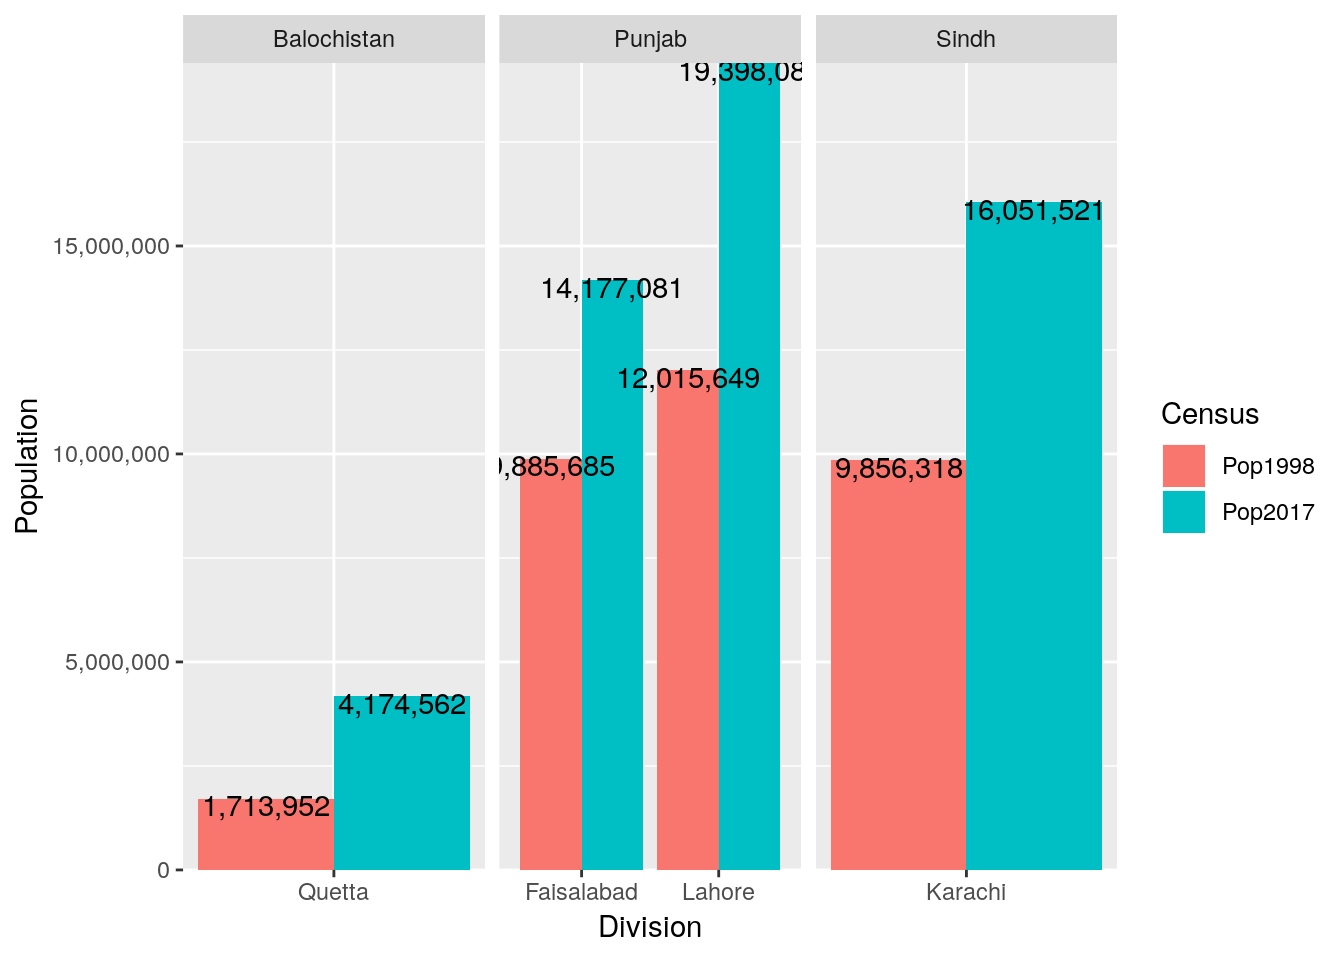 Balochistan
Punjab
Sindh
19,398,08
16,051,521
15,000,000
14,177,081
12,015,649
10,000,000
,885,685
9,856,318
5,000,000
4,174,562
1,713,952
0
Population
Quetta
Faisalabad
Lahore
Karachi
Division
Census
Pop1998
Pop2017